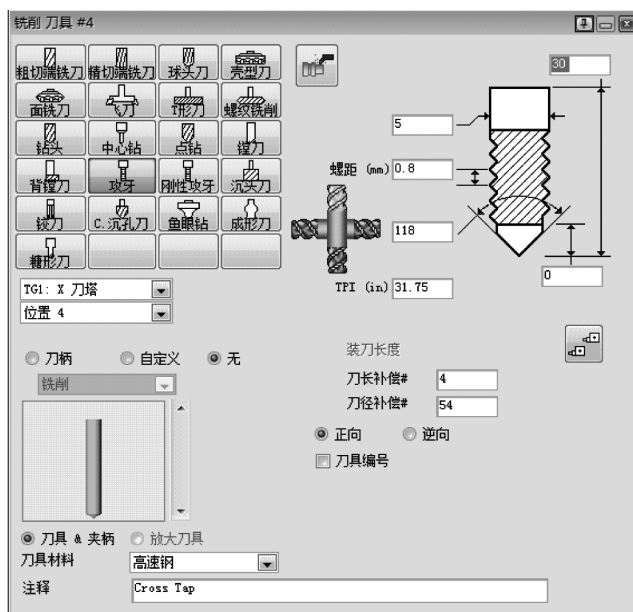 铣削 刀具 #4
粗切端铣刀 精切端铣刀 球头刀 壳型刀
面铣刀 飞刀 T形刀 螺纹铣削
钻头 中心钻 点钻 镗刀
背镗刀 攻牙 刚性攻牙 沉头刀
铰刀 C.沉孔刀 鱼眼钻 成形刀
糖形刀
30
5
螺距 (mm) 0.8
118
0
TPI (in) 31.75
TG1: X 刀塔
位置 4
刀柄 自定义 无
铣削
装刀长度
刀长补偿# 4
刀径补偿# 54
正向 逆向
刀具编号
刀具 & 夹柄 放大刀具
刀具材料 高速钢
注释 Cross Tap